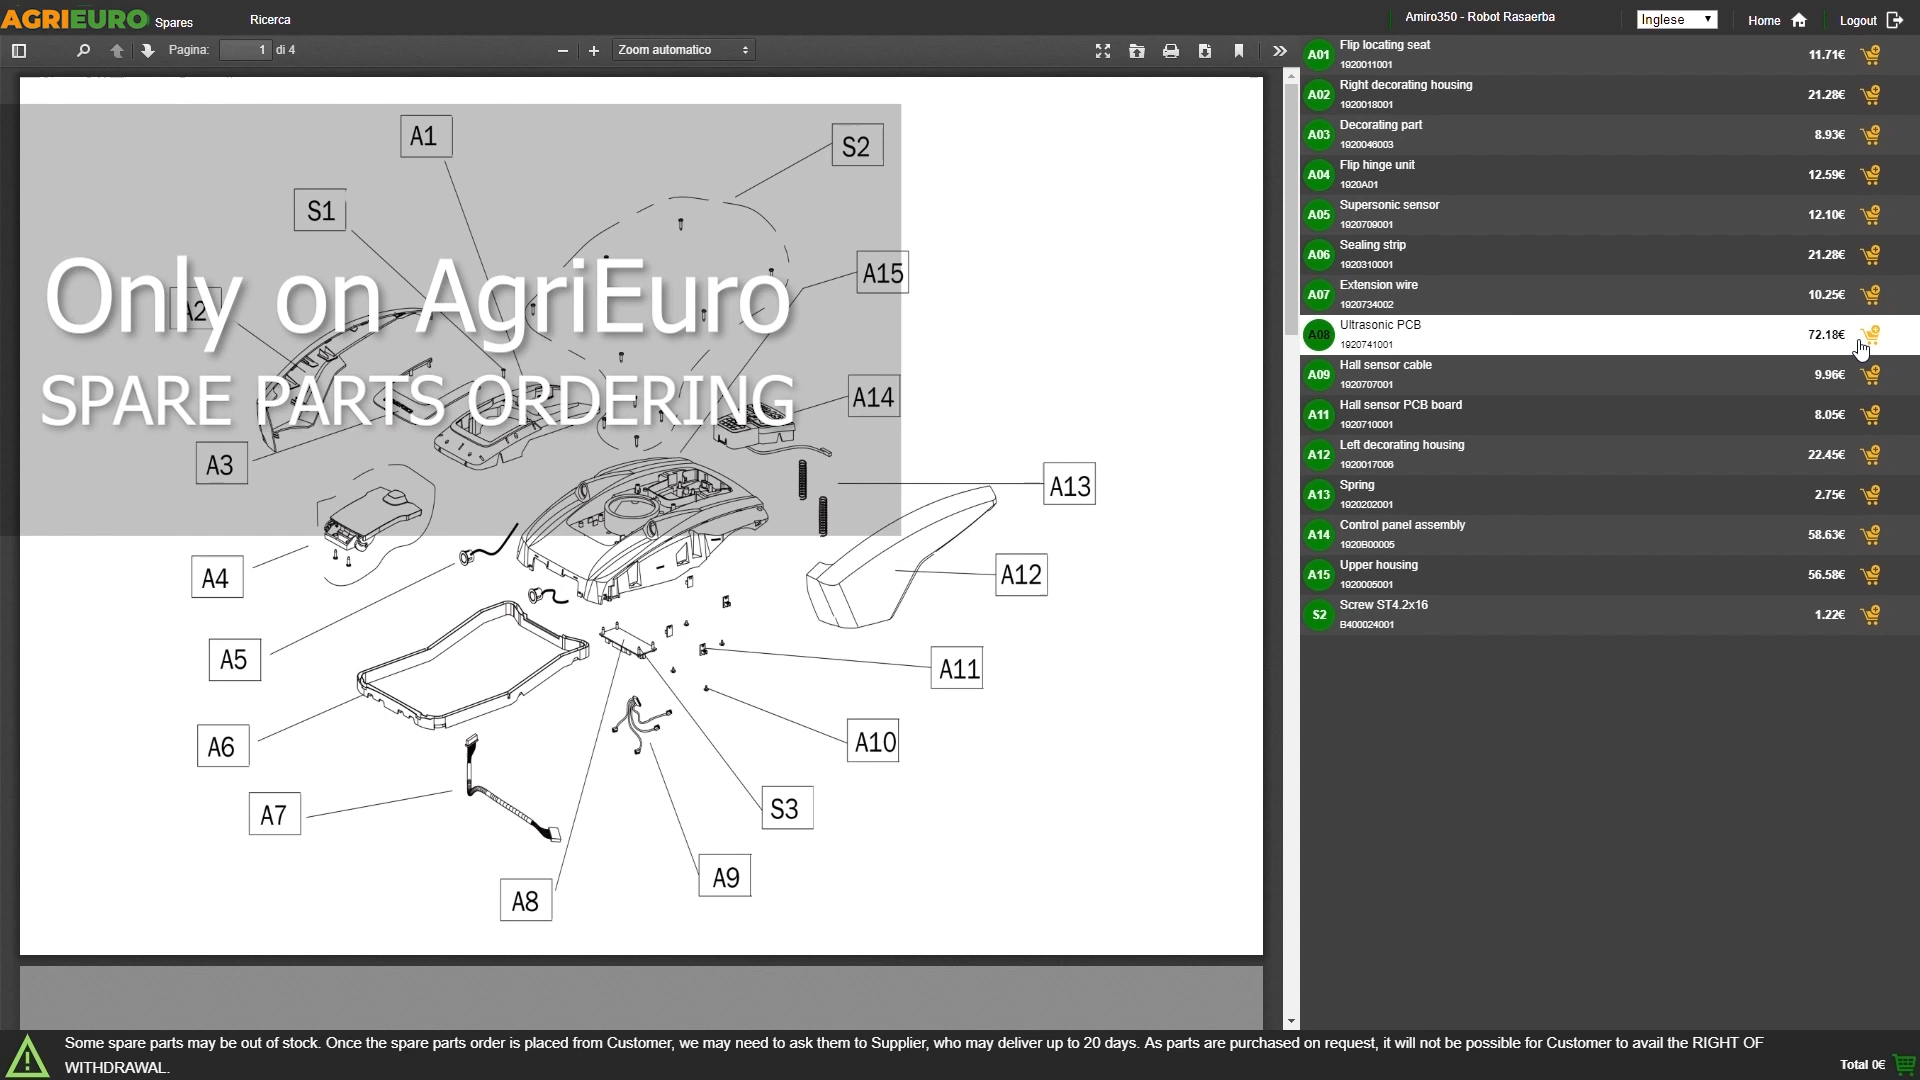 AGRIEURO Spares
Ricerca
Amiro350 - Robot Rasaerba
Inglese
Home
Logout
Pagina: 1 di 4
Zoom automatico
A1
S2
S1
A15
A2
Only on AgriEuro
SPARE PARTS ORDERING
A14
A3
A13
A4
A12
A5
A11
A6
A10
A7
S3
A9
A8
A01 Flip locating seat 11.71€
1920011001
A02 Right decorating housing 21.28€
1920018001
A03 Decorating part 8.93€
1920046003
A04 Flip hinge unit 12.59€
1920A01
A05 Supersonic sensor 12.10€
1920709001
A06 Sealing strip 21.28€
1920310001
A07 Extension wire 10.25€
1920734002
A08 Ultrasonic PCB 72.18€
1920741001
A09 Hall sensor cable 9.96€
1920707001
A11 Hall sensor PCB board 8.05€
1920710001
A12 Left decorating housing 22.45€
1920017006
A13 Spring 2.75€
1920202001
A14 Control panel assembly 58.63€
1920B00005
A15 Upper housing 56.58€
1920005001
S2 Screw ST4.2x16 1.22€
B400024001
Some spare parts may be out of stock. Once the spare parts order is placed from Customer, we may need to ask them to Supplier, who may deliver up to 20 days. As parts are purchased on request, it will not be possible for Customer to avail the RIGHT OF
WITHDRAWAL.
Total 0€